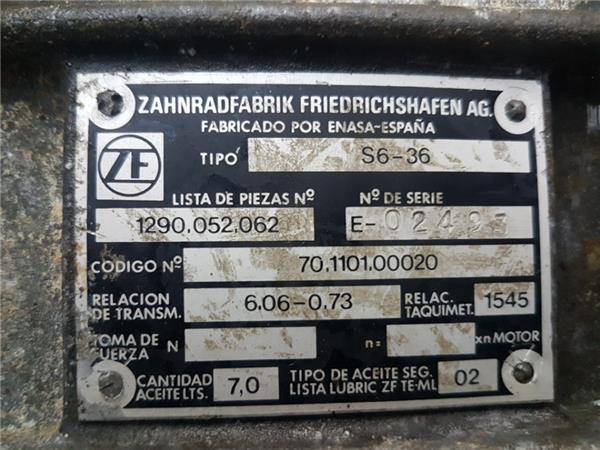 ZAHNRADFABRIK FRIEDRICHSHAFEN AG.
FABRICADO POR ENASA-ESPAÑA
ZF
TIPO S6-36
LISTA DE PIEZAS Nº Nº DE SERIE
1290.052.062 E-
CODIGO Nº 70.1101.00020
RELACION DE TRANSM. 6.06-0.73 RELAC. TAQUIMET. 1545
TOMA DE FUERZA N n= xn MOTOR
CANTIDAD ACEITE LTS. 7,0 TIPO DE ACEITE SEG. LISTA LUBRIC ZF TE-ML 02